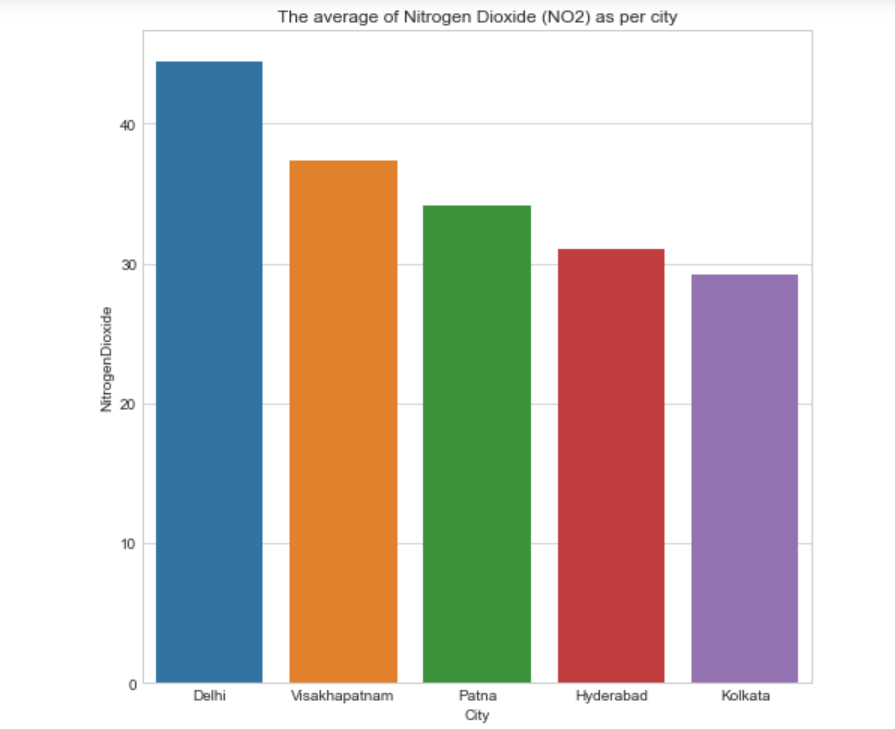 The average of Nitrogen Dioxide (NO2) as per city
NitrogenDioxide
40
30
20
10
0
Delhi Visakhapatnam Patna Hyderabad Kolkata
City